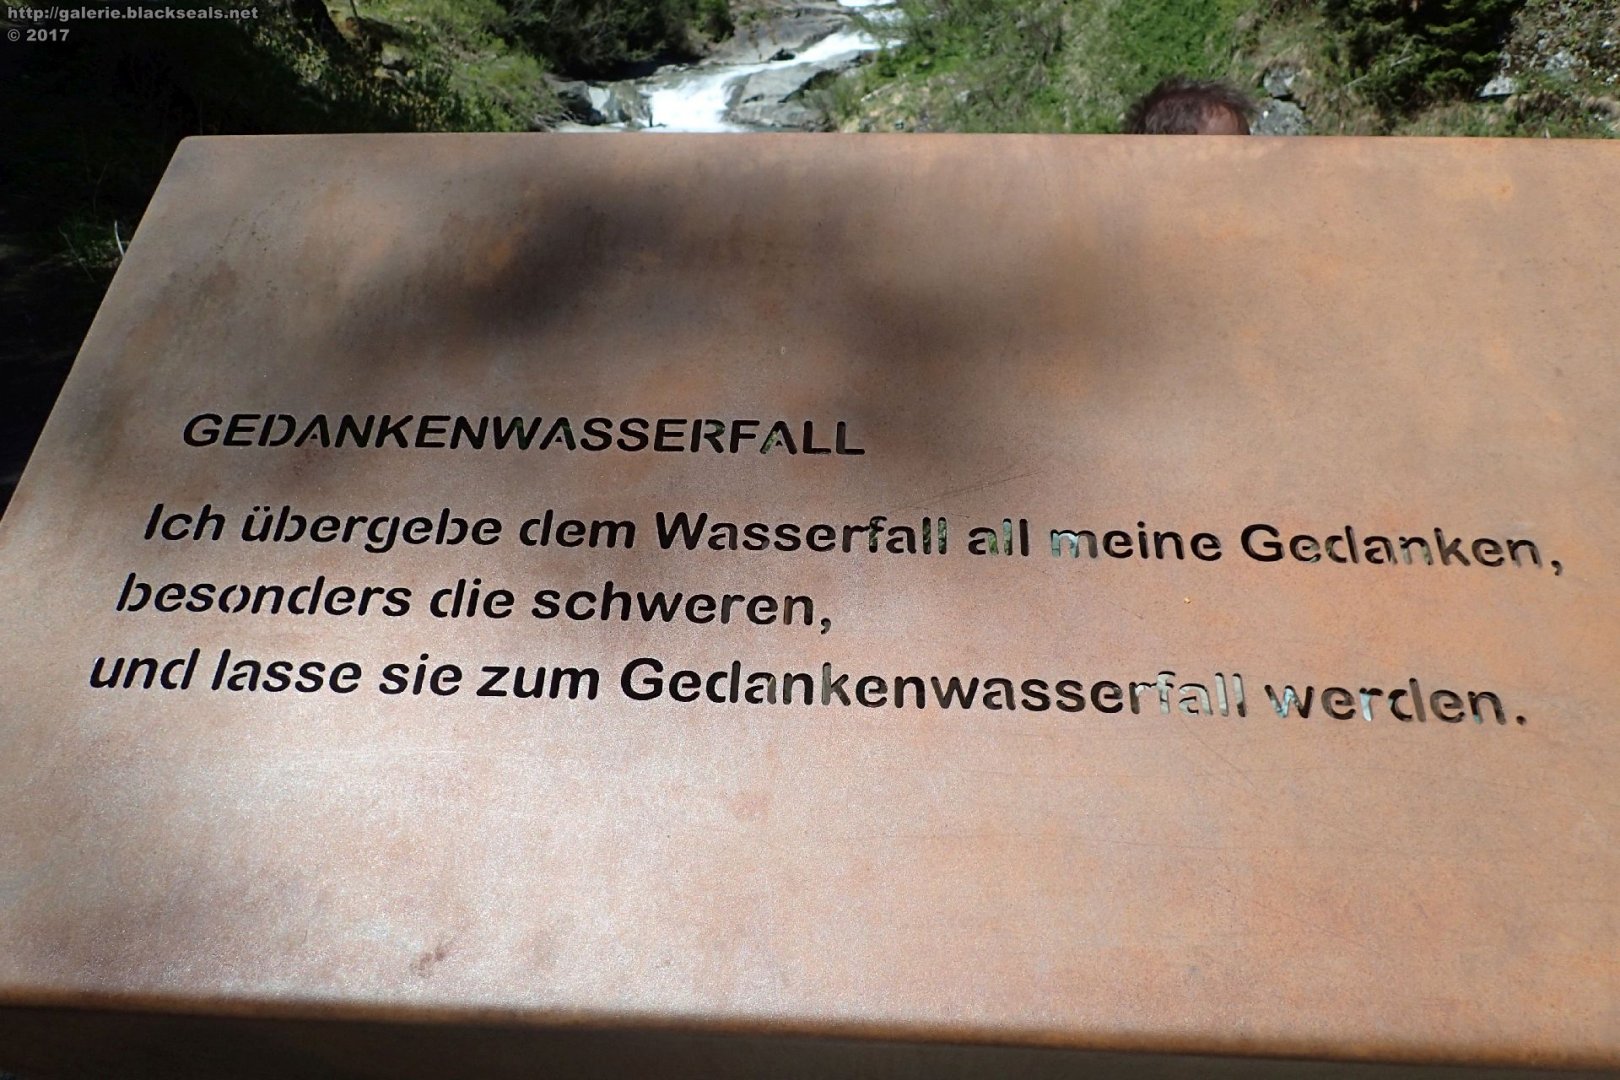 http://galerie.blackseals.net
© 2017
GEDANKENWASSERFALL
Ich übergebe dem Wasserfall all meine Gedanken,
besonders die schweren,
und lasse sie zum Gedankenwasserfall werden.